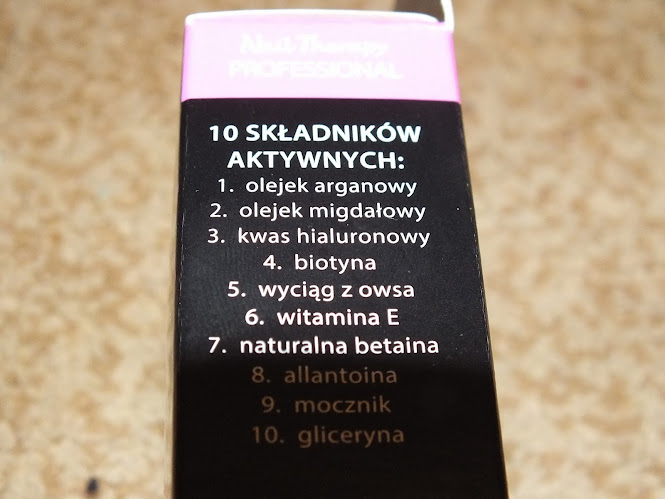 Nail Therapy
PROFESSIONAL
10 SKŁADNIKÓW
AKTYWNYCH:
1. olejek arganowy
2. olejek migdałowy
3. kwas hialuronowy
4. biotyna
5. wyciąg z owsa
6. witamina E
7. naturalna betaina
8. allantoina
9. mocznik
10. gliceryna